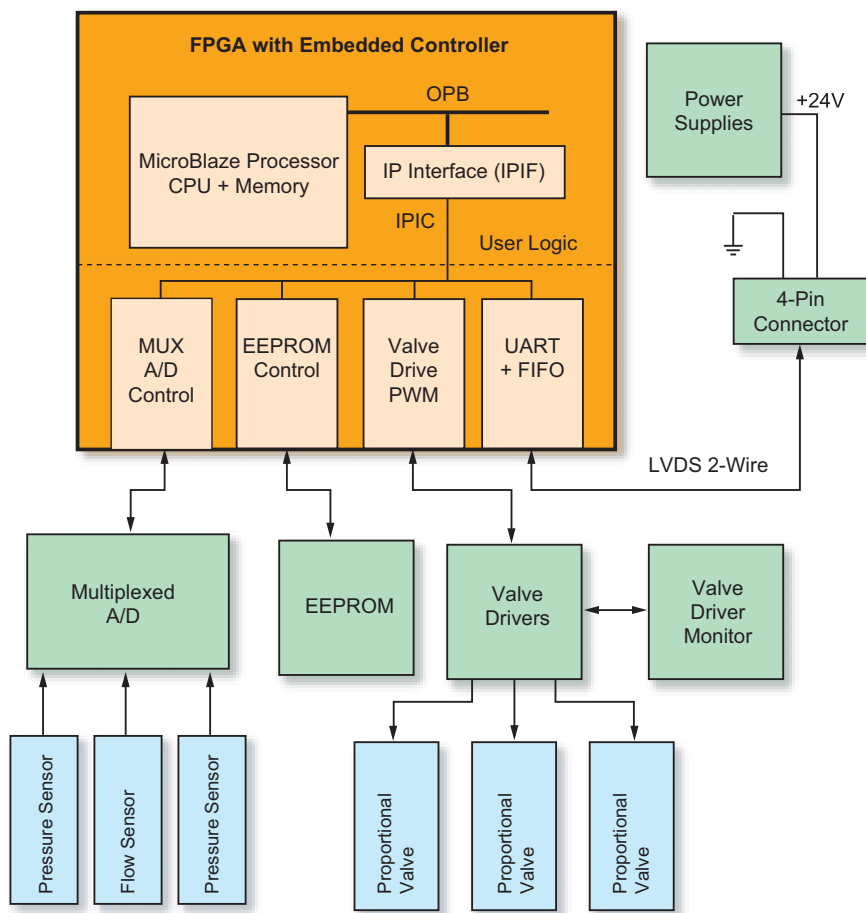 FPGA with Embedded Controller
OPB
MicroBlaze Processor
CPU + Memory
IP Interface (IPIF)
IPIC
User Logic
MUX
A/D
Control
EEPROM
Control
Valve
Drive
PWM
UART
+ FIFO
Power
Supplies
+24V
4-Pin
Connector
LVDS 2-Wire
Multiplexed
A/D
EEPROM
Valve
Drivers
Valve
Driver
Monitor
Pressure Sensor
Flow Sensor
Pressure Sensor
Proportional
Valve
Proportional
Valve
Proportional
Valve